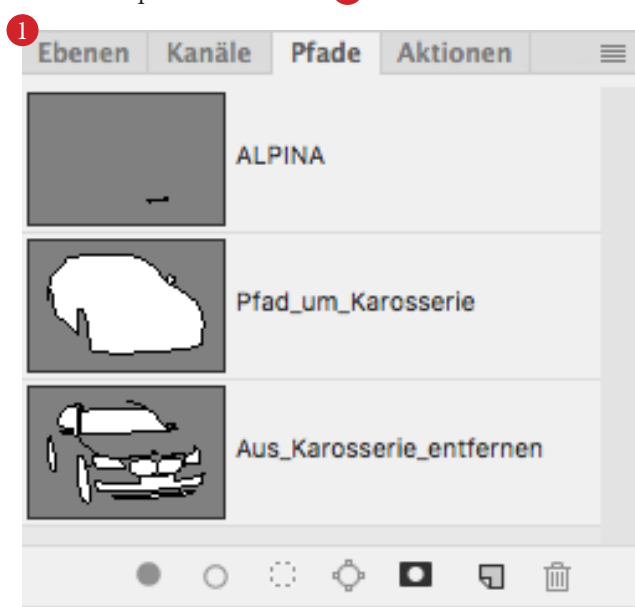 1
Ebenen Kanäle Pfade Aktionen
ALPINA
Pfad_um_Karosserie
Aus_Karosserie_entfernen